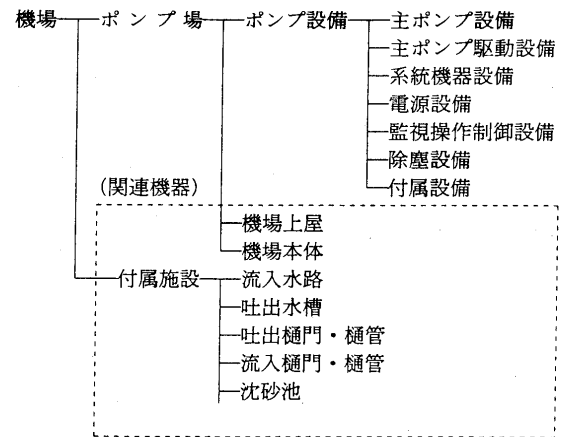 機場 ポンプ場 ポンプ設備 主ポンプ設備
主ポンプ駆動設備
系統機器設備
電源設備
監視操作制御設備
除塵設備
(関連機器) 付属設備
機場上屋
機場本体
付属施設 流入水路
吐出水槽
吐出樋門・樋管
流入樋門・樋管
沈砂池